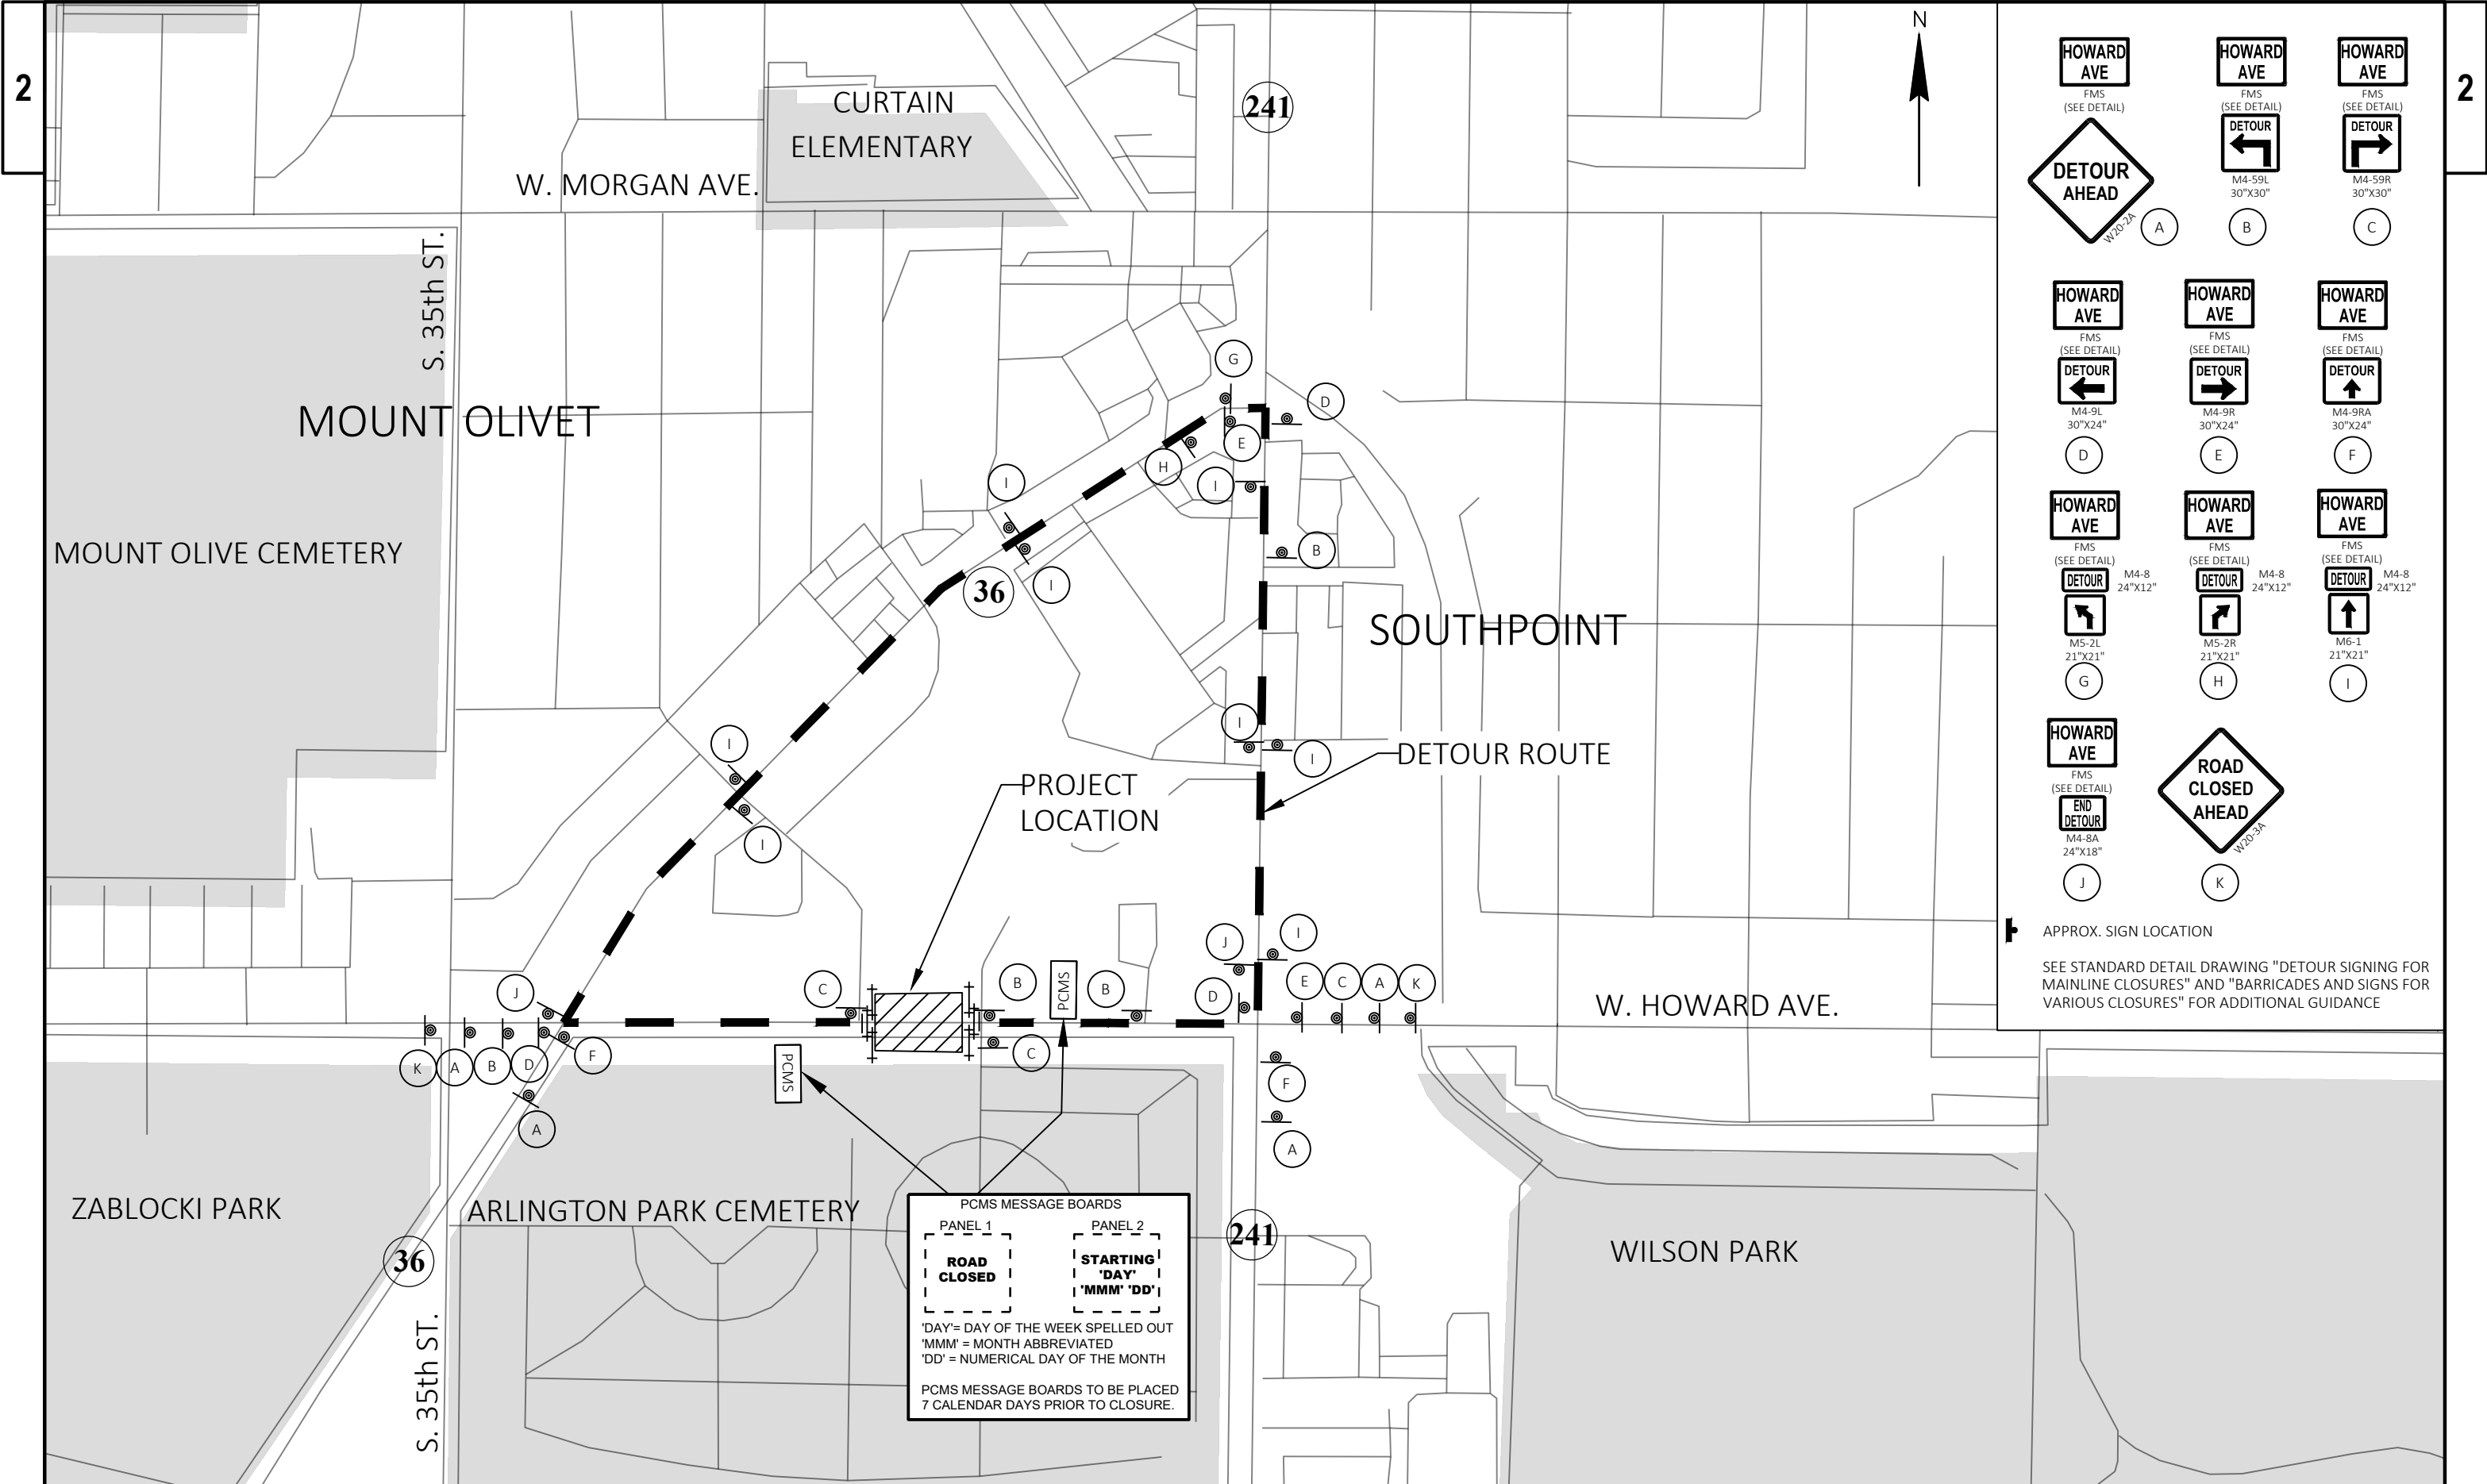 2
2
N
CURTAIN
ELEMENTARY
241
W. MORGAN AVE.
S. 35th ST.
MOUNT OLIVET
MOUNT OLIVE CEMETERY
G
D
E
H
I
I
B
36
I
SOUTHPOINT
I
I
I
DETOUR ROUTE
PROJECT
LOCATION
I
J
I
J
C
B
PCMS
B
D
E
C
A
K
W. HOWARD AVE.
K
A
B
D
F
PCMS
C
F
A
A
ZABLOCKI PARK
ARLINGTON PARK CEMETERY
36
S. 35th ST.
241
WILSON PARK
PCMS MESSAGE BOARDS
PANEL 1
ROAD
CLOSED
PANEL 2
STARTING
'DAY'
'MMM' 'DD'
'DAY'= DAY OF THE WEEK SPELLED OUT
'MMM' = MONTH ABBREVIATED
'DD' = NUMERICAL DAY OF THE MONTH
PCMS MESSAGE BOARDS TO BE PLACED
7 CALENDAR DAYS PRIOR TO CLOSURE.
HOWARD
AVE
FMS
(SEE DETAIL)
DETOUR
AHEAD
W20-2A
A
HOWARD
AVE
FMS
(SEE DETAIL)
DETOUR
M4-59L
30"X30"
B
HOWARD
AVE
FMS
(SEE DETAIL)
DETOUR
M4-59R
30"X30"
C
HOWARD
AVE
FMS
(SEE DETAIL)
DETOUR
M4-9L
30"X24"
D
HOWARD
AVE
FMS
(SEE DETAIL)
DETOUR
M4-9R
30"X24"
E
HOWARD
AVE
FMS
(SEE DETAIL)
DETOUR
M4-9RA
30"X24"
F
HOWARD
AVE
FMS
(SEE DETAIL)
DETOUR
M4-8
24"X12"
M5-2L
21"X21"
G
HOWARD
AVE
FMS
(SEE DETAIL)
DETOUR
M4-8
24"X12"
M5-2R
21"X21"
H
HOWARD
AVE
FMS
(SEE DETAIL)
DETOUR
M4-8
24"X12"
M6-1
21"X21"
I
HOWARD
AVE
FMS
(SEE DETAIL)
END
DETOUR
M4-8A
24"X18"
J
ROAD
CLOSED
AHEAD
W20-3A
K
APPROX. SIGN LOCATION
SEE STANDARD DETAIL DRAWING "DETOUR SIGNING FOR
MAINLINE CLOSURES" AND "BARRICADES AND SIGNS FOR
VARIOUS CLOSURES" FOR ADDITIONAL GUIDANCE